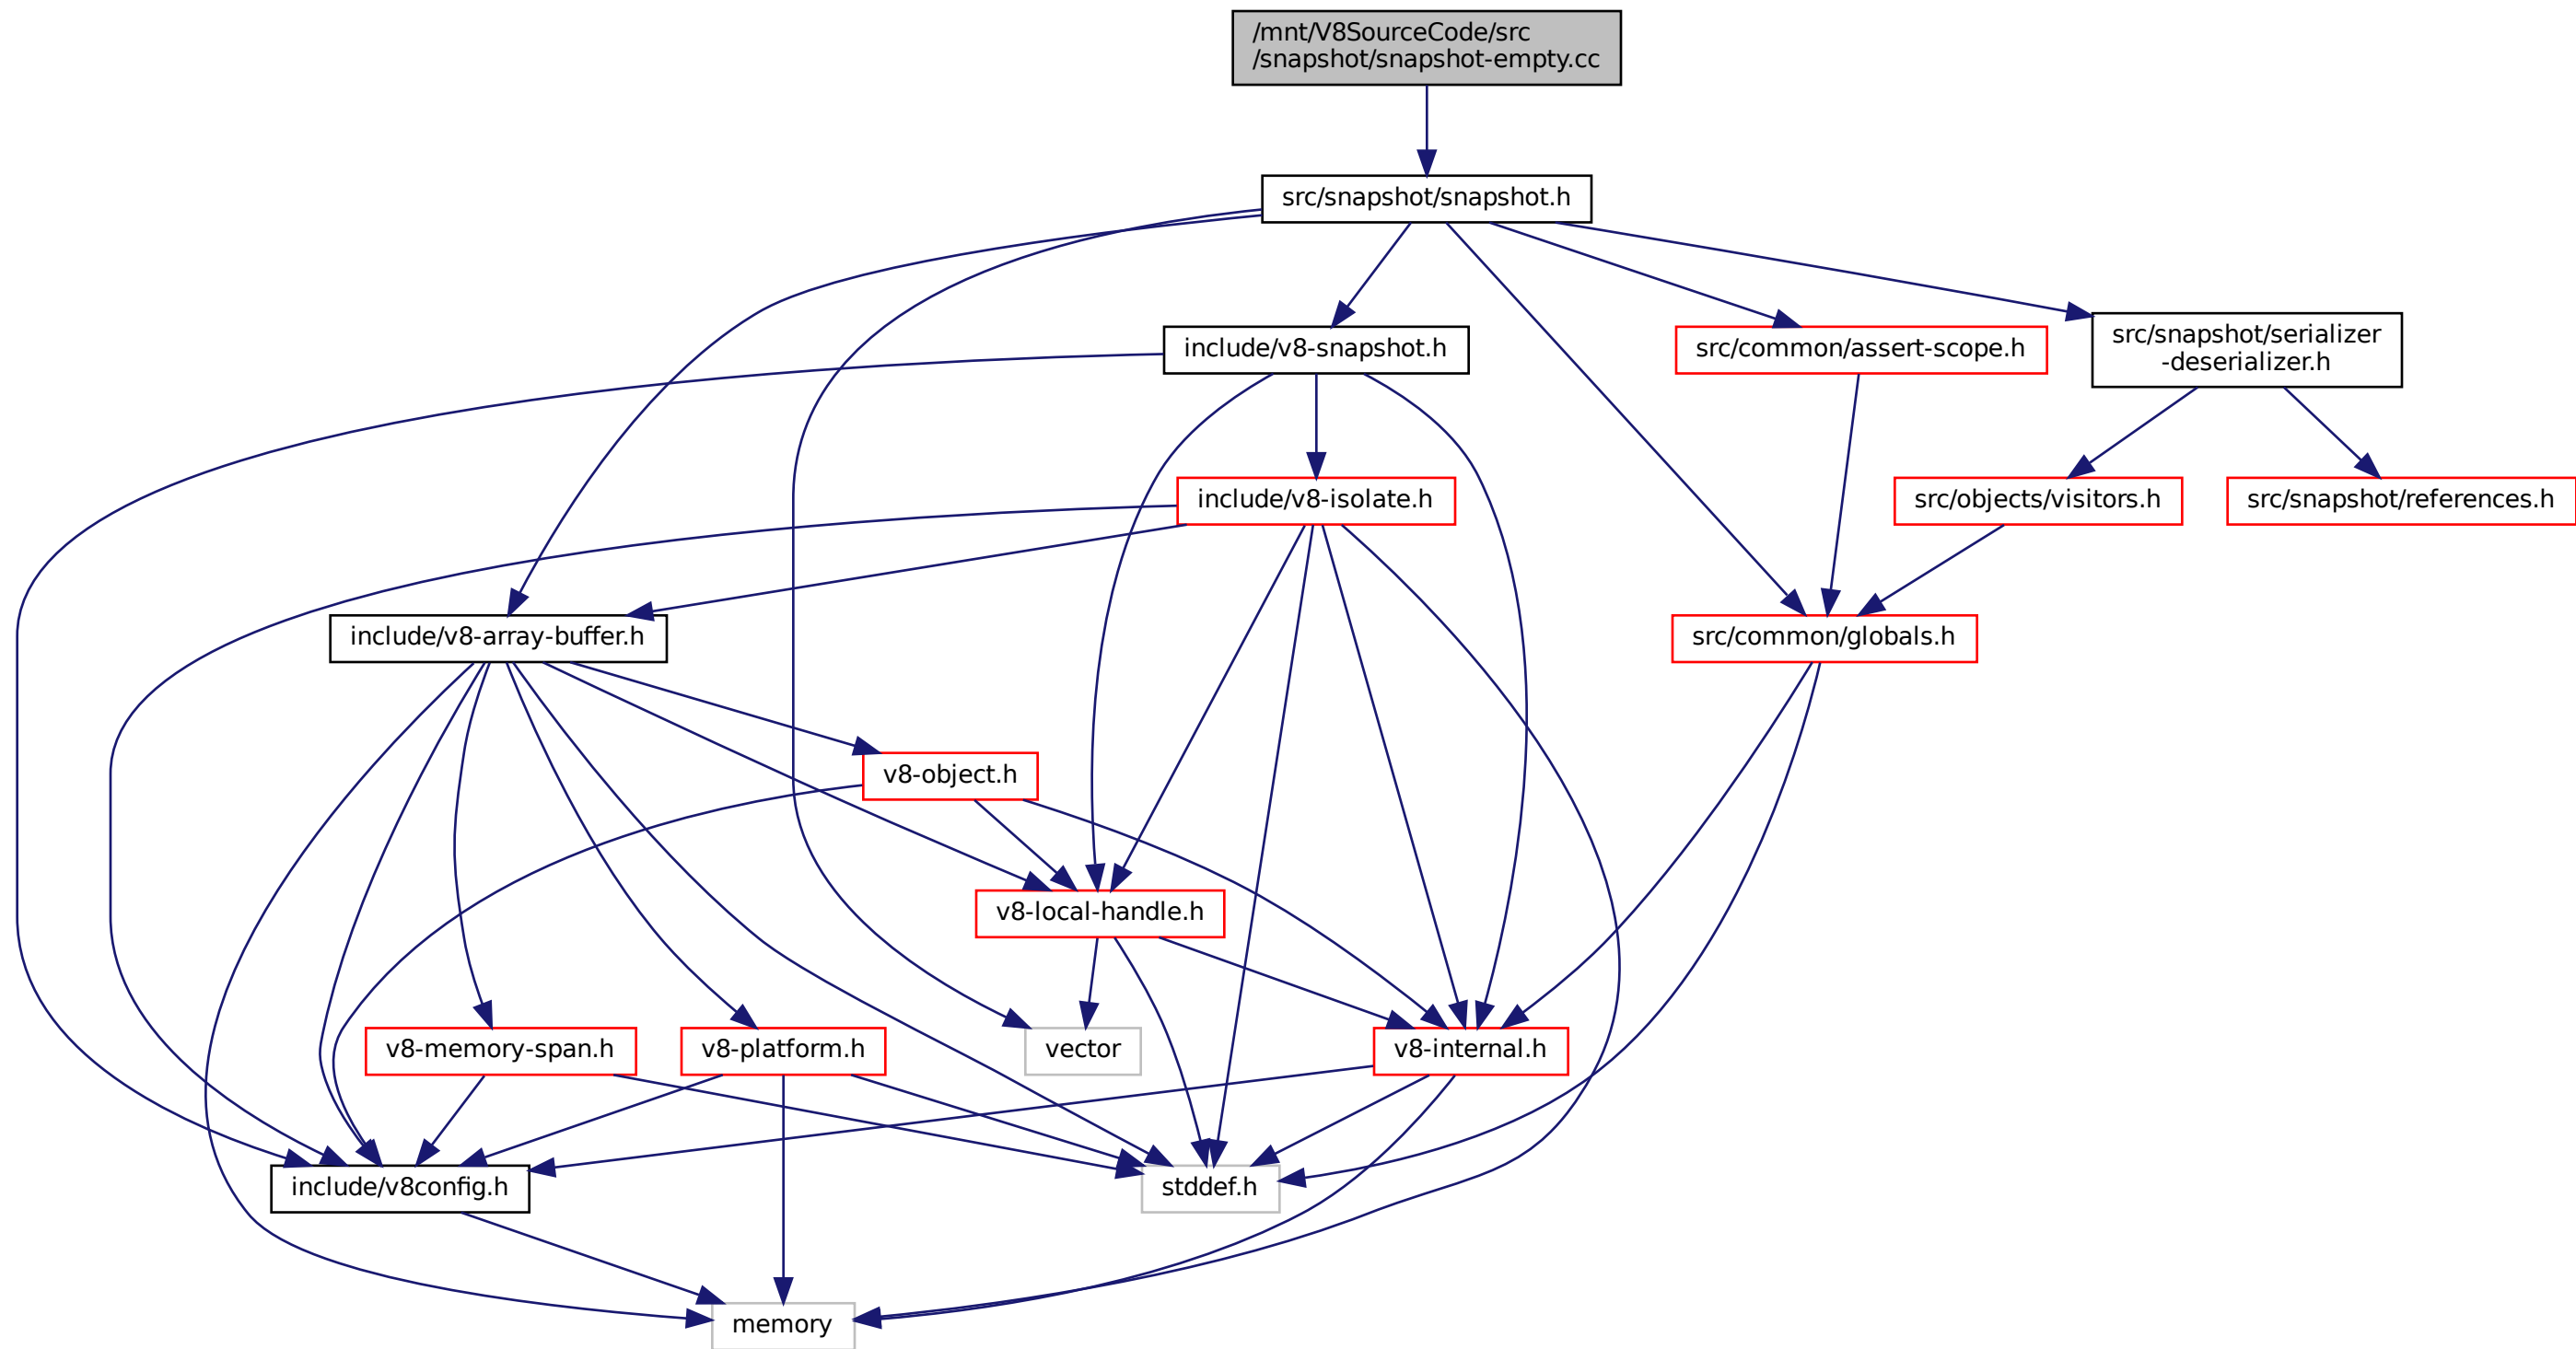 /mnt/V8SourceCode/src
/snapshot/snapshot-empty.cc
src/snapshot/snapshot.h
include/v8-snapshot.h
src/common/assert-scope.h
src/snapshot/serializer
-deserializer.h
include/v8-isolate.h
src/objects/visitors.h
src/snapshot/references.h
include/v8-array-buffer.h
src/common/globals.h
v8-object.h
v8-local-handle.h
v8-memory-span.h
v8-platform.h
vector
v8-internal.h
include/v8config.h
stddef.h
memory